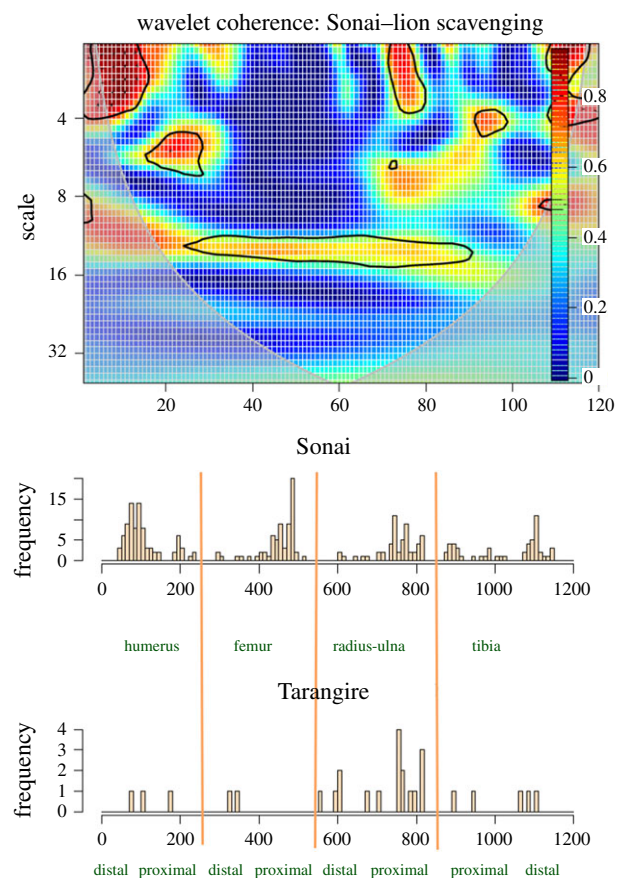 wavelet coherence: Sonai–lion scavenging
scale
4
8
16
32
0.8
0.6
0.4
0.2
0
20 40 60 80 100 120
Sonai
frequency
15
5
0
0 200 400 600 800 1000 1200
humerus femur radius-ulna tibia
Tarangire
frequency
4
3
2
1
0
0 200 400 600 800 1000 1200
distal proximal distal proximal distal proximal proximal distal